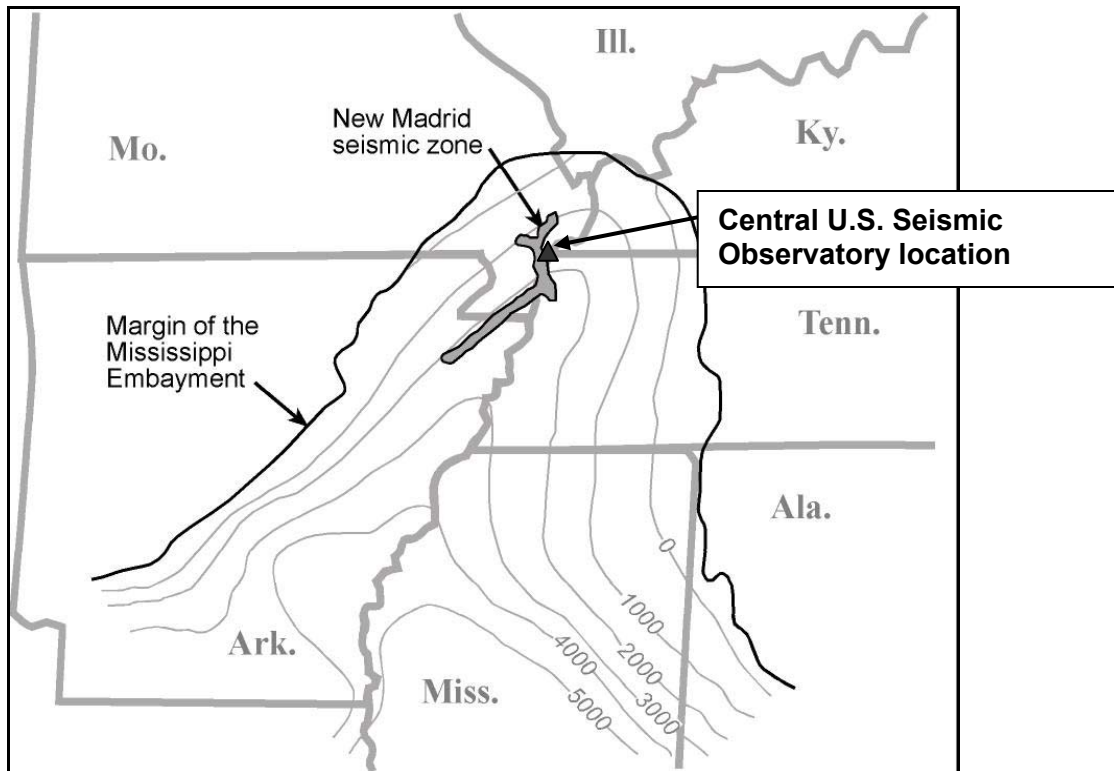 Ill.
New Madrid
seismic zone
Mo.
Ky.
Central U.S. Seismic
Observatory location
Margin of the
Mississippi
Embayment
Tenn.
Ala.
0
1000
2000
3000
4000
5000
Ark.
Miss.